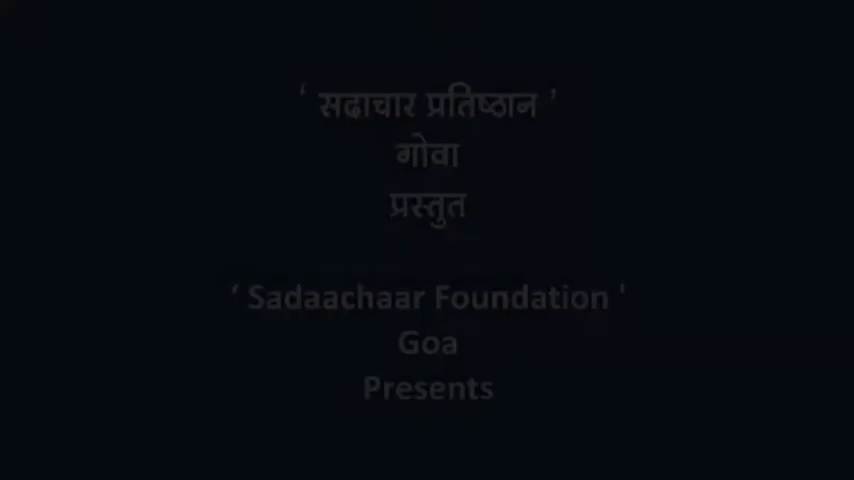 ‘ सदाचार प्रतिष्ठान ’
गोवा
प्रस्तुत
‘ Sadaachaar Foundation '
Goa
Presents